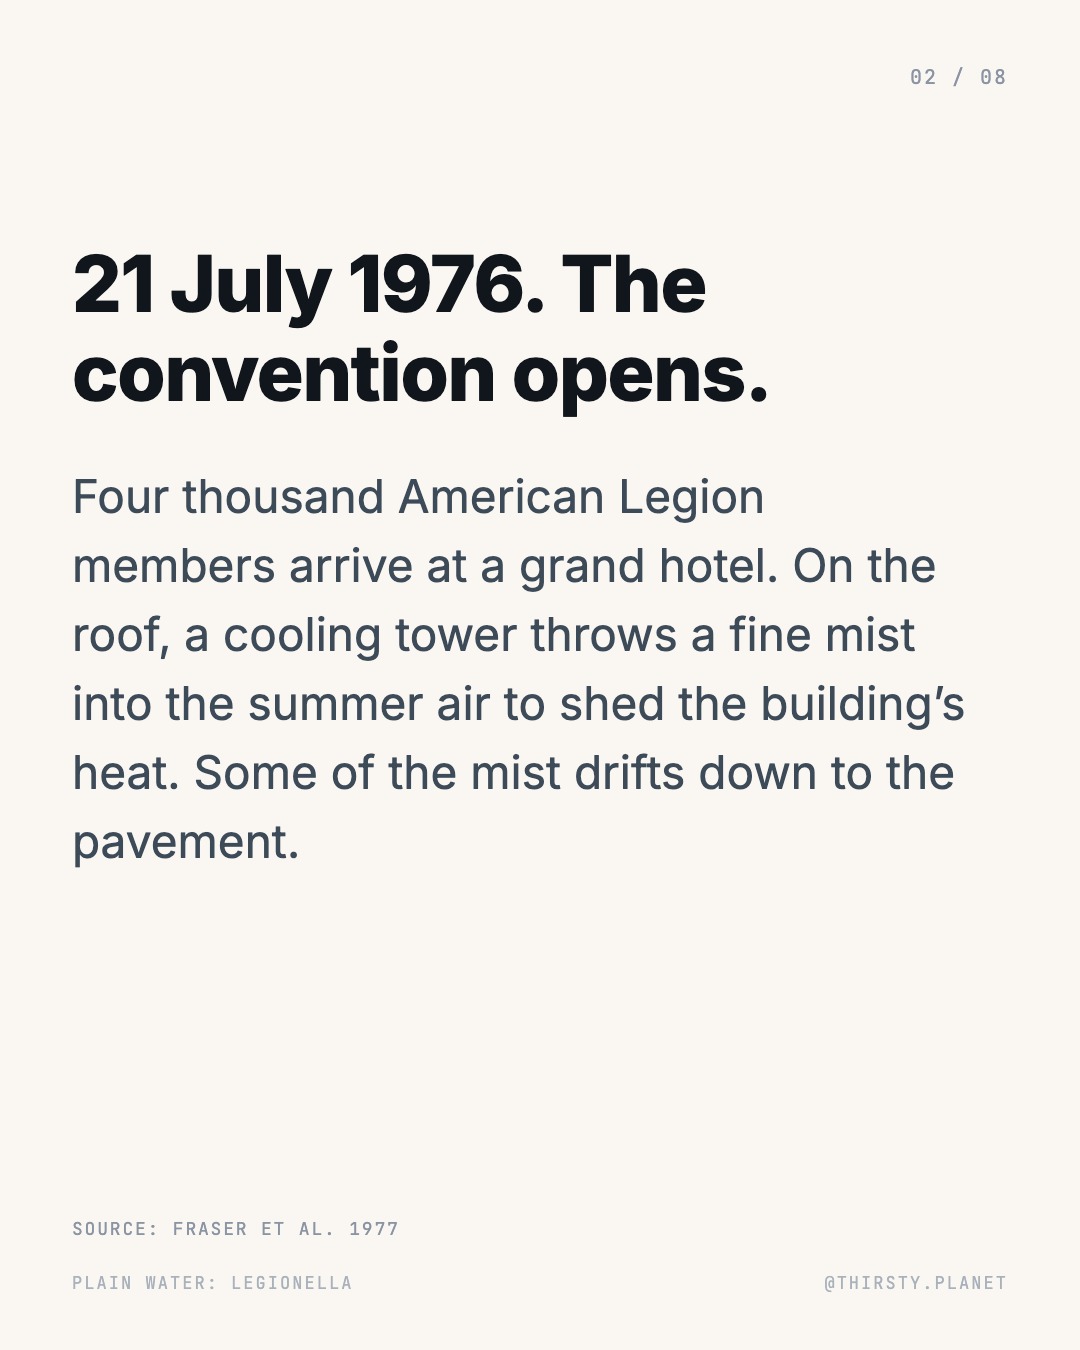 02 / 08
21 July 1976. The
convention opens.
Four thousand American Legion
members arrive at a grand hotel. On the
roof, a cooling tower throws a fine mist
into the summer air to shed the building’s
heat. Some of the mist drifts down to the
pavement.
SOURCE: FRASER ET AL. 1977
PLAIN WATER: LEGIONELLA
@THIRSTY.PLANET